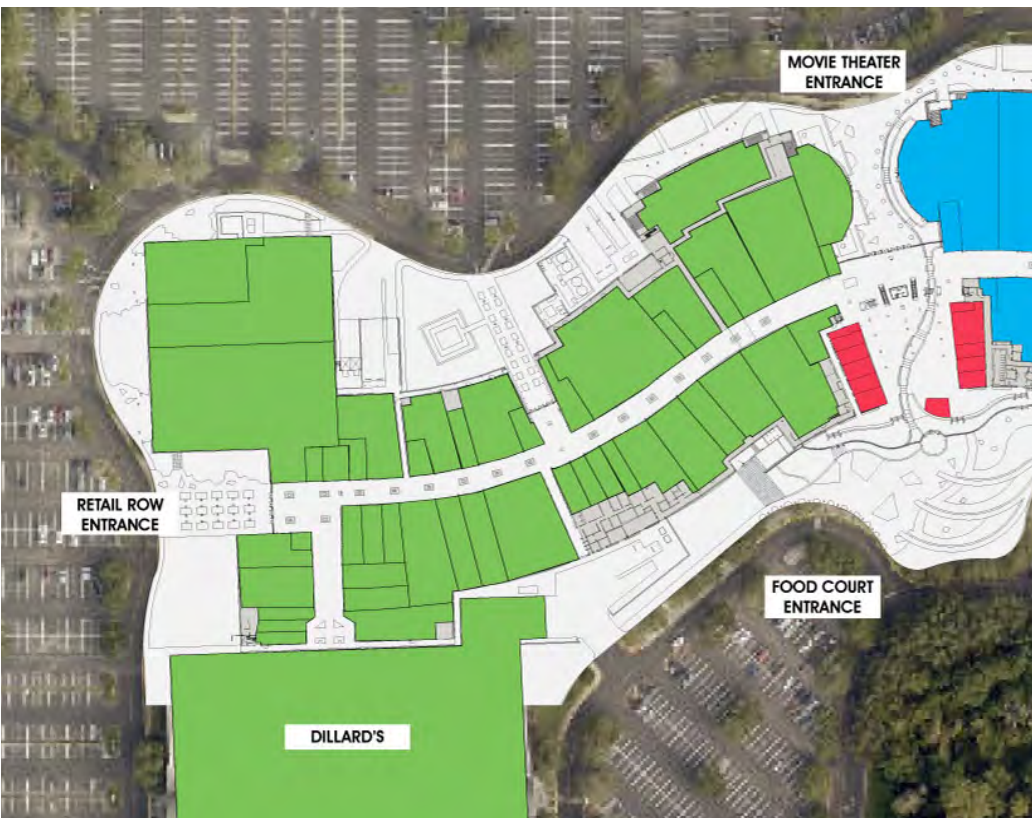 MOVIE THEATER
ENTRANCE
RETAIL ROW
ENTRANCE
FOOD COURT
ENTRANCE
DILLARD'S